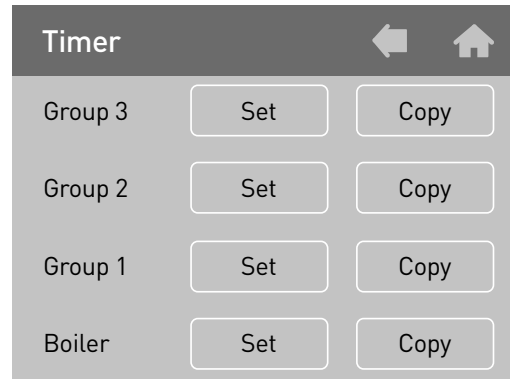 Timer
Group 3 Set Copy
Group 2 Set Copy
Group 1 Set Copy
Boiler Set Copy